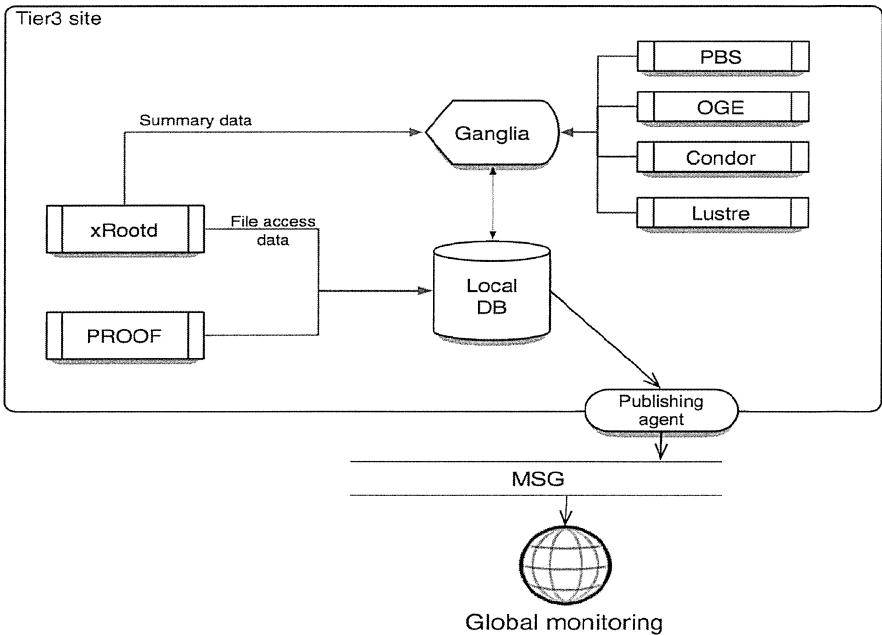 Tier3 site
PBS
OGE
Condor
Lustre
Summary data
Ganglia
xRootd
File access
data
PROOF
Local
DB
Publishing
agent
MSG
Global monitoring